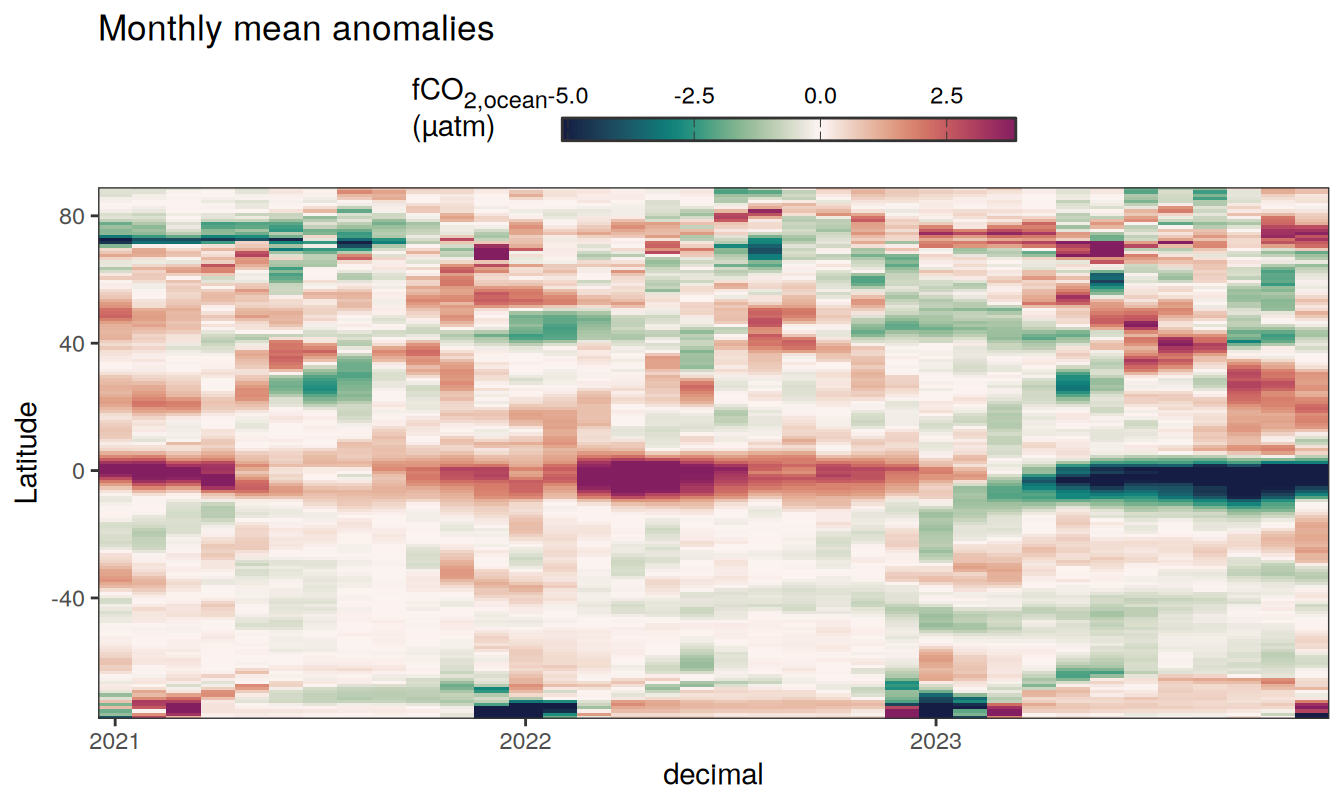 Monthly mean anomalies
fCO2,ocean
(µatm)
-5.0 -2.5 0.0 2.5
80
40
0
-40
Latitude
2021 2022 2023
decimal